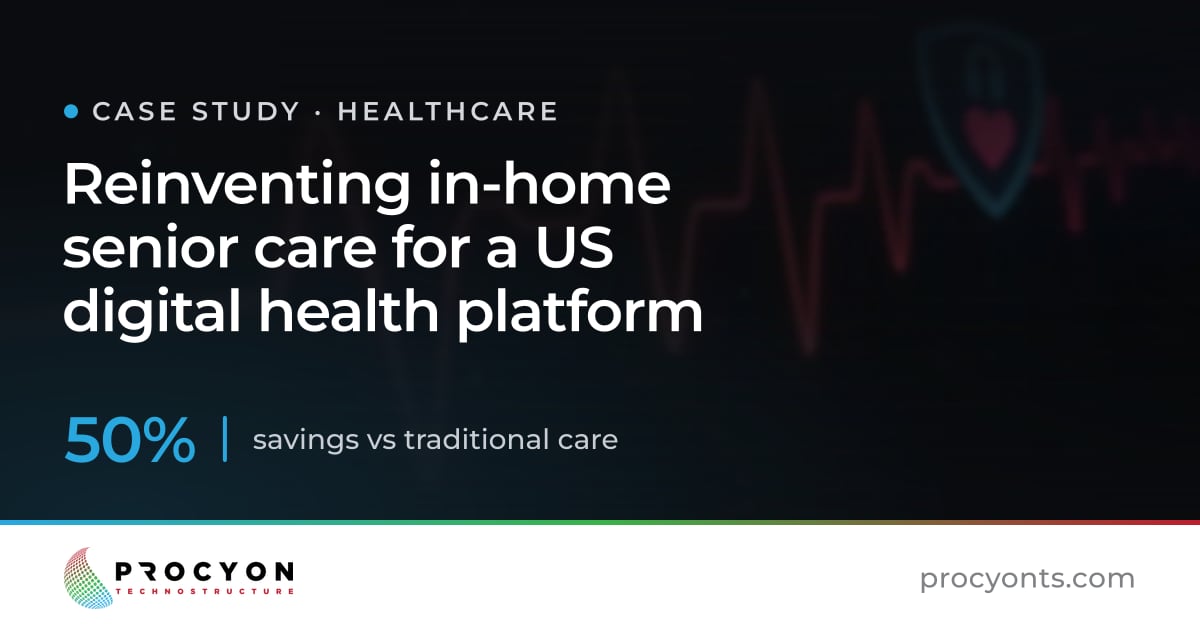 CASE STUDY · HEALTHCARE
Reinventing in-home
senior care for a US
digital health platform
50% | savings vs traditional care
PROCYON
TECHNOSTRUCTURE
procyonts.com